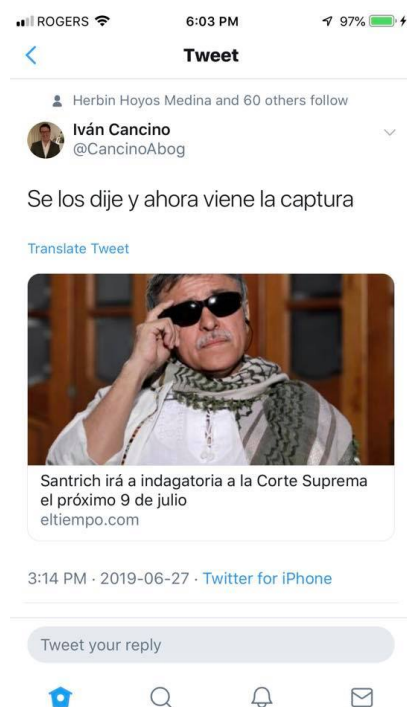 ROGERS 6:03 PM 97%
Tweet
Herbin Hoyos Medina and 60 others follow
Iván Cancino
@CancinoAbog
Se los dije y ahora viene la captura
Translate Tweet
Santrich irá a indagatoria a la Corte Suprema
el próximo 9 de julio
eltiempo.com
3:14 PM · 2019-06-27 · Twitter for iPhone
Tweet your reply